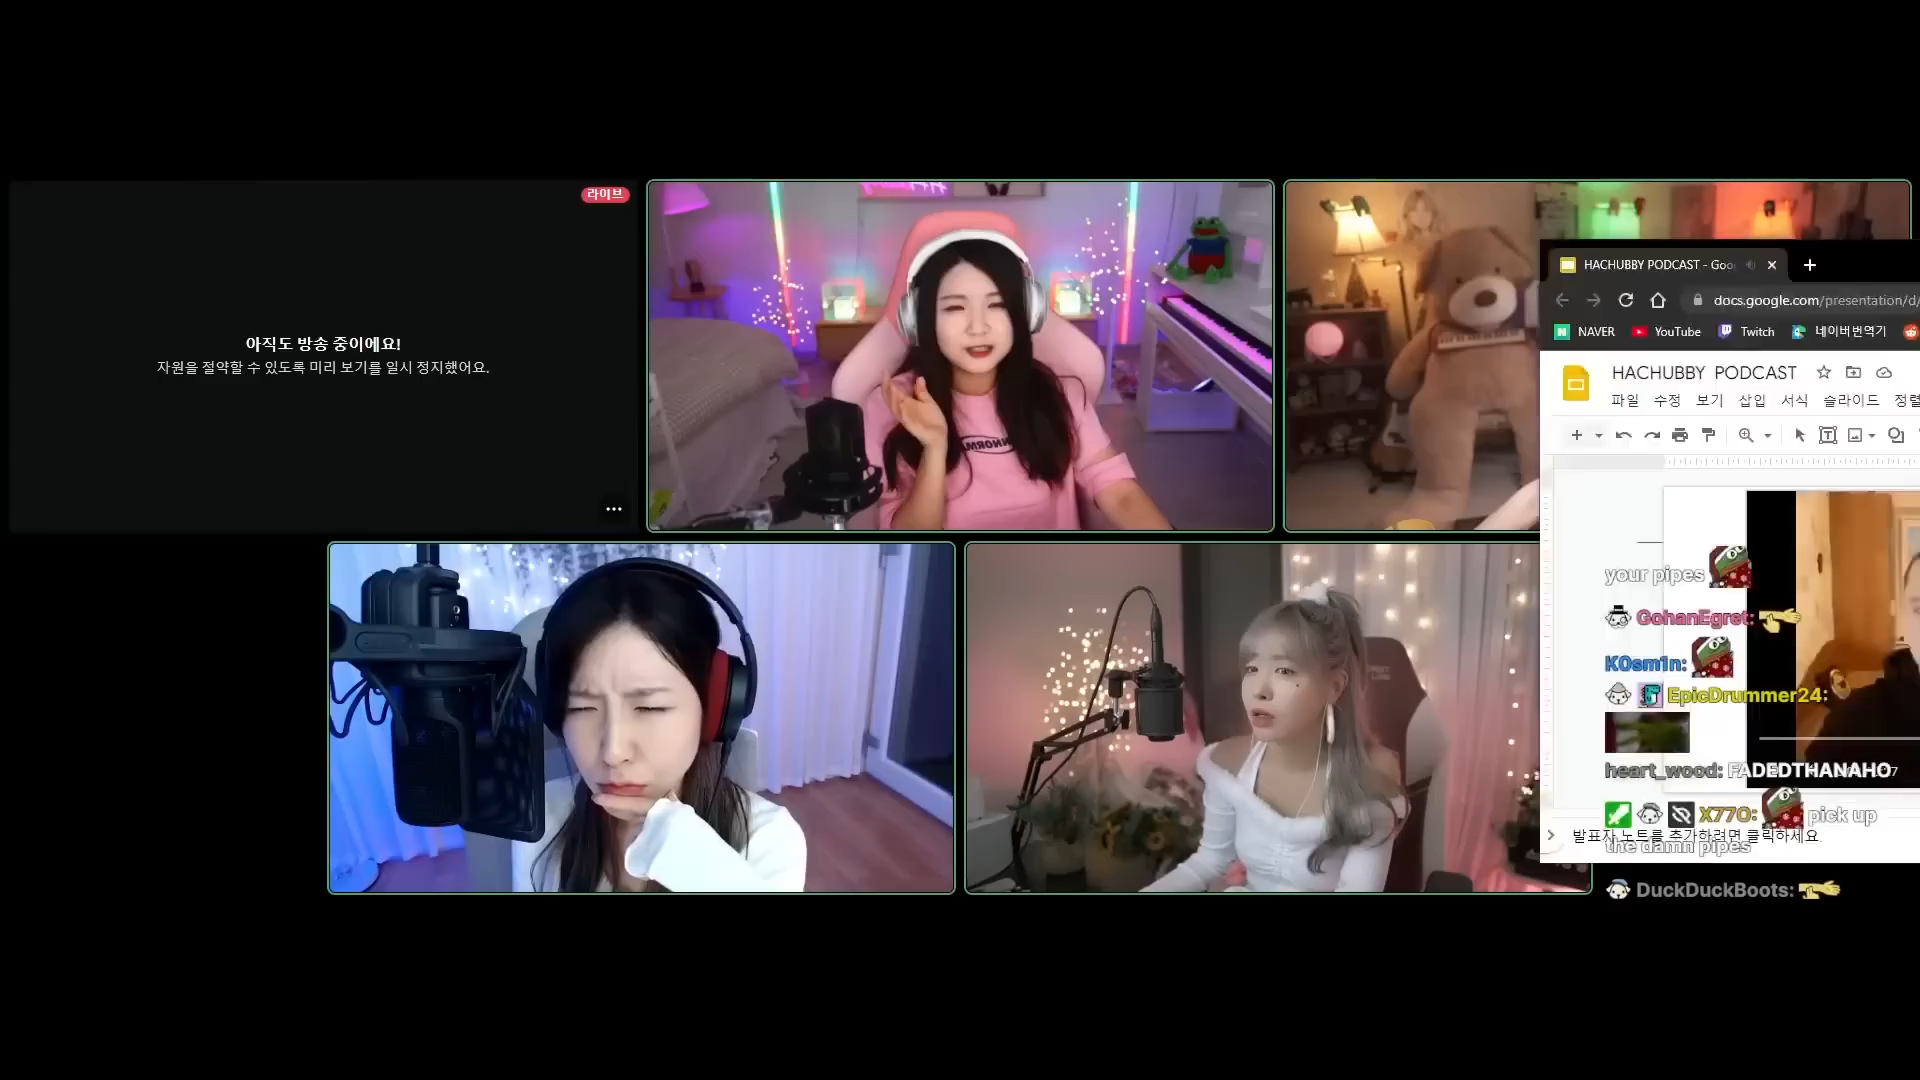 라이브
아직도 방송 중이에요!
자원을 절약할 수 있도록 미리 보기를 일시 정지했어요.
HACHUBBY PODCAST - Goo
docs.google.com/presentation/d/
NAVER YouTube Twitch 네이버번역기
HACHUBBY PODCAST
파일 수정 보기 삽입 서식 슬라이드 정렬
your pipes
GohanEgret:
K0sm1n:
EpicDrummer24:
heart_wood: FADEDTHANAHO
X77O: pick up
the damn pipes
발표자 노트를 추가하려면 클릭하세요.
DuckDuckBoots: